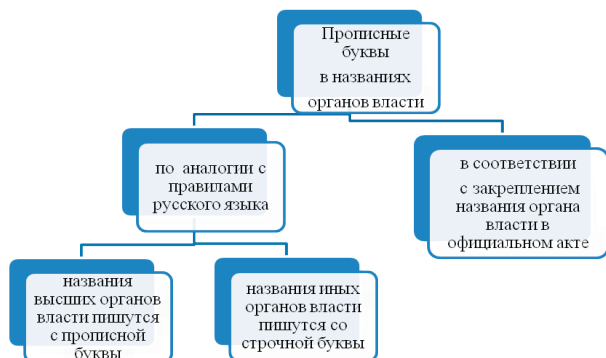 Прописные
буквы
в названиях
органов власти
по аналогии с
правилами
русского языка
в соответствии
с закреплением
названия органа
власти в
официальном акте
названия
высших органов
власти пишутся
с прописной
буквы
названия иных
органов власти
пишутся со
строчной буквы